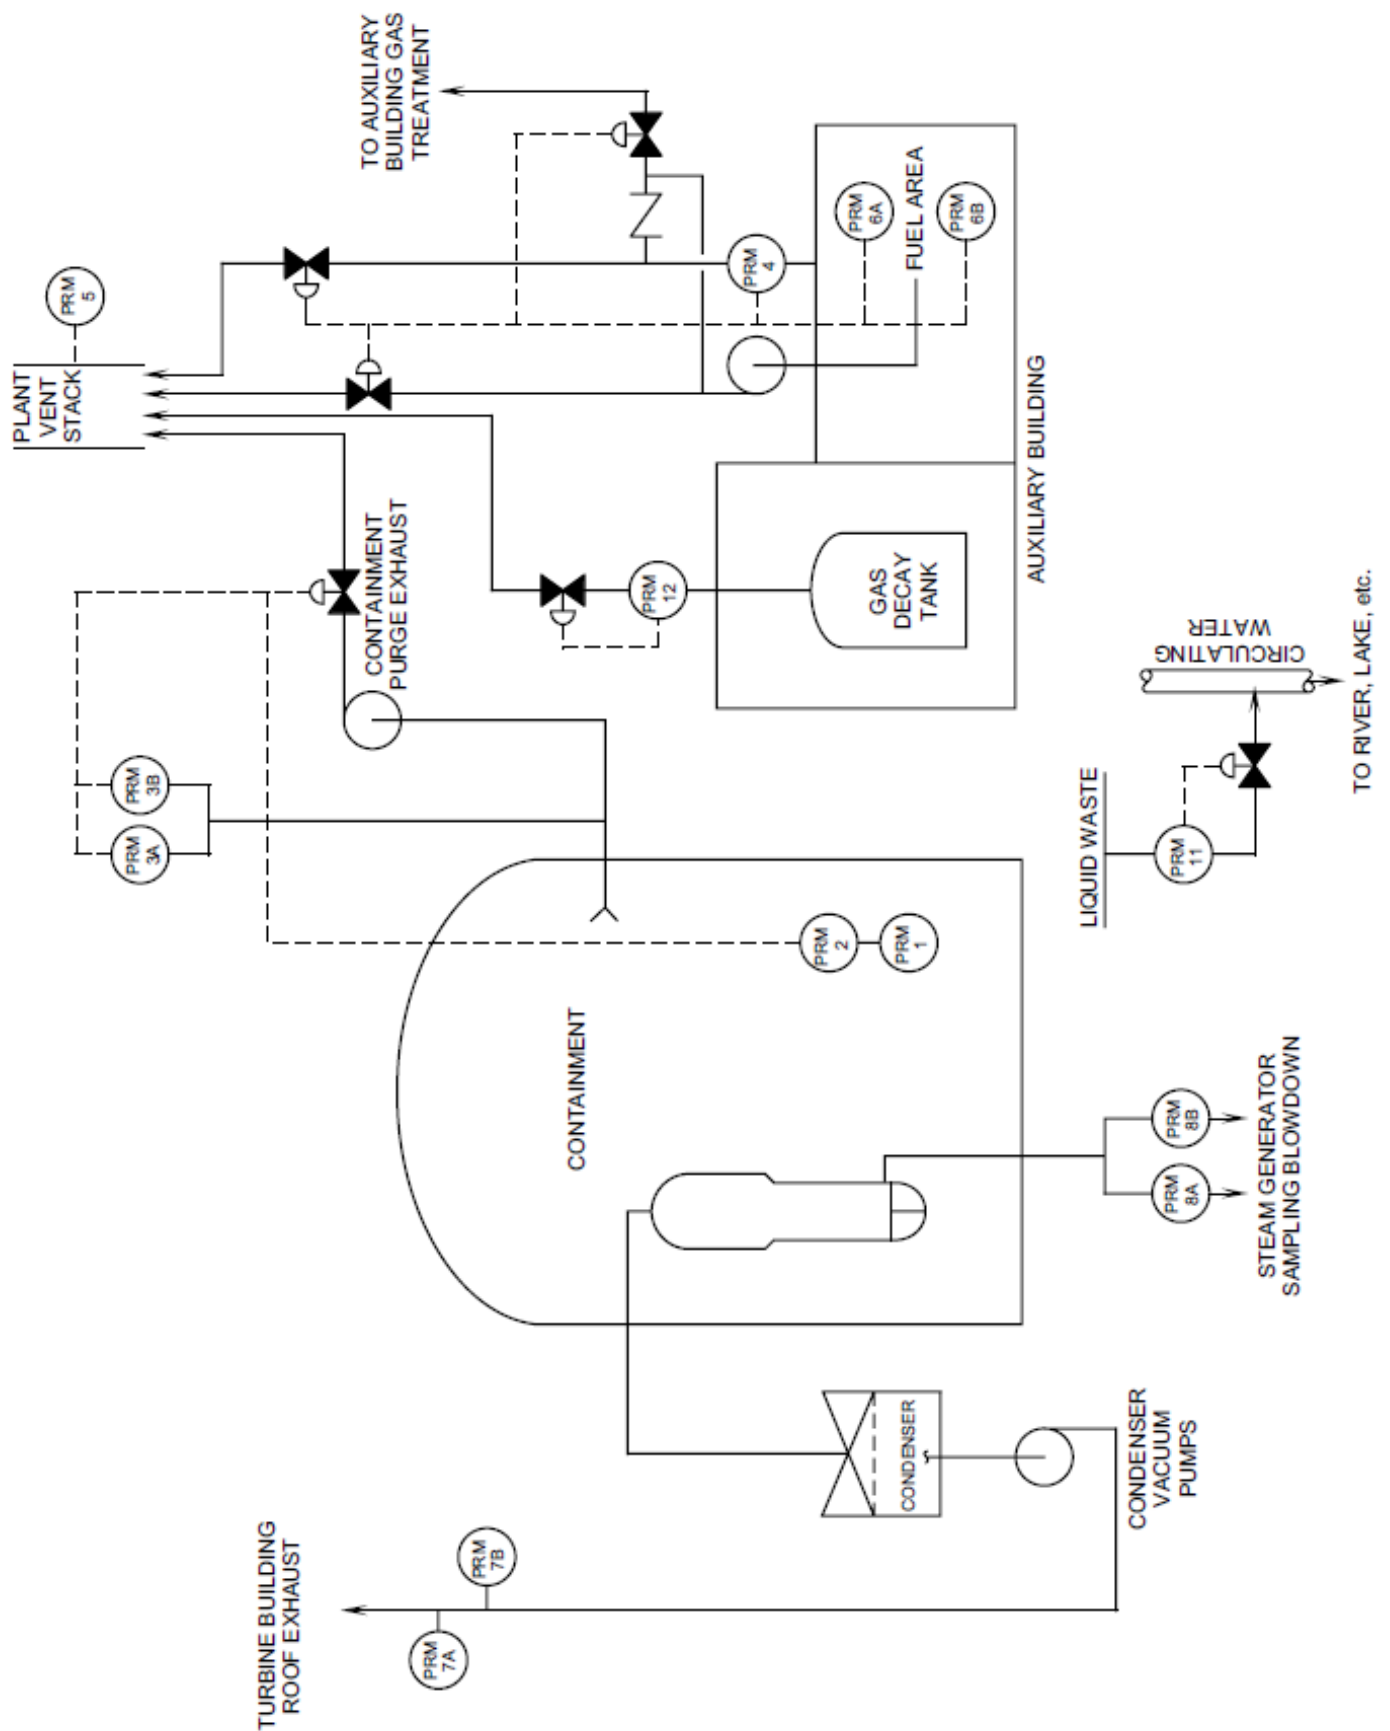 TURBINE BUILDING
ROOF EXHAUST
PRM
7A
PRM
7B
CONDENSER
CONDENSER
VACUUM
PUMPS
CONTAINMENT
PRM
2
PRM
1
PRM
8A
PRM
8B
STEAM GENERATOR
SAMPLING BLOWDOWN
PRM
3A
PRM
3B
CONTAINMENT
PURGE EXHAUST
PLANT
VENT
STACK
PRM
5
TO AUXILIARY
BUILDING GAS
TREATMENT
PRM
12
GAS
DECAY
TANK
PRM
4
PRM
6A
FUEL AREA
PRM
6B
AUXILIARY BUILDING
LIQUID WASTE
PRM
11
CIRCULATING
WATER
TO RIVER, LAKE, etc.